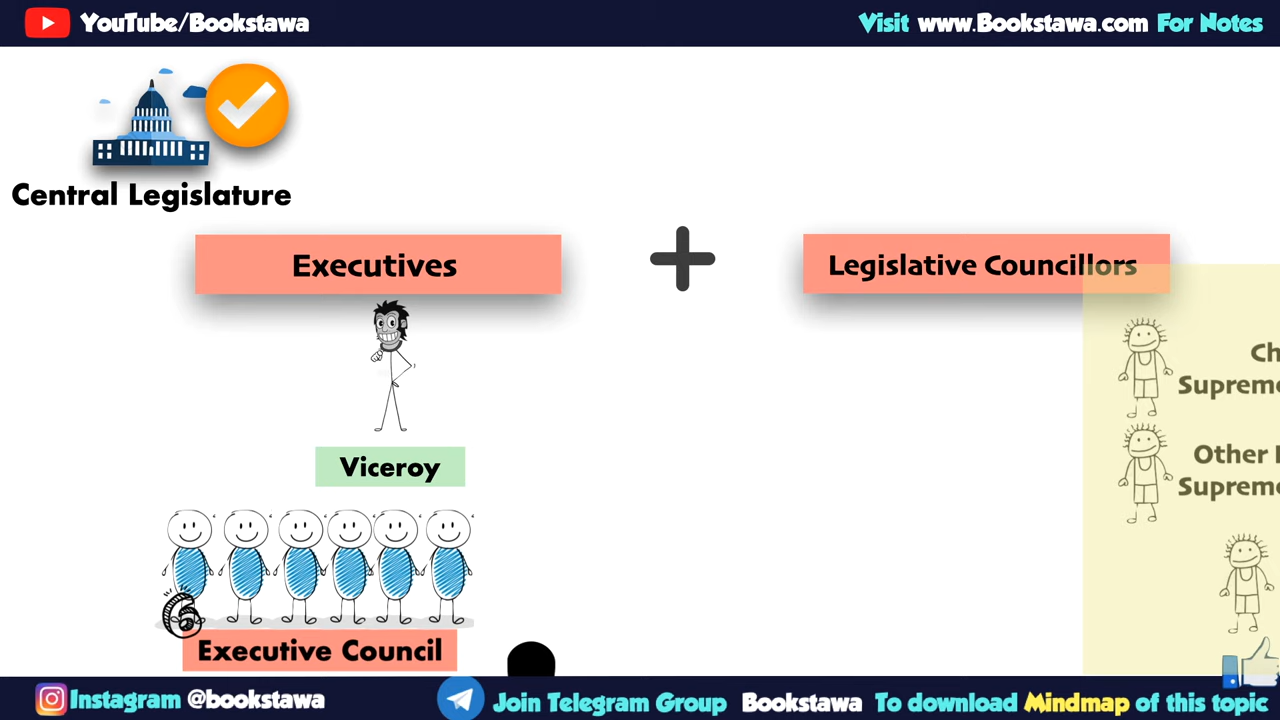 YouTube/Bookstawa
Visit www.Bookstawa.com For Notes
Central Legislature
Executives
Legislative Councillors
Viceroy
Other
6
Executive Council
Instagram @bookstawa
Join Telegram Group Bookstawa To download Mindmap of this topic